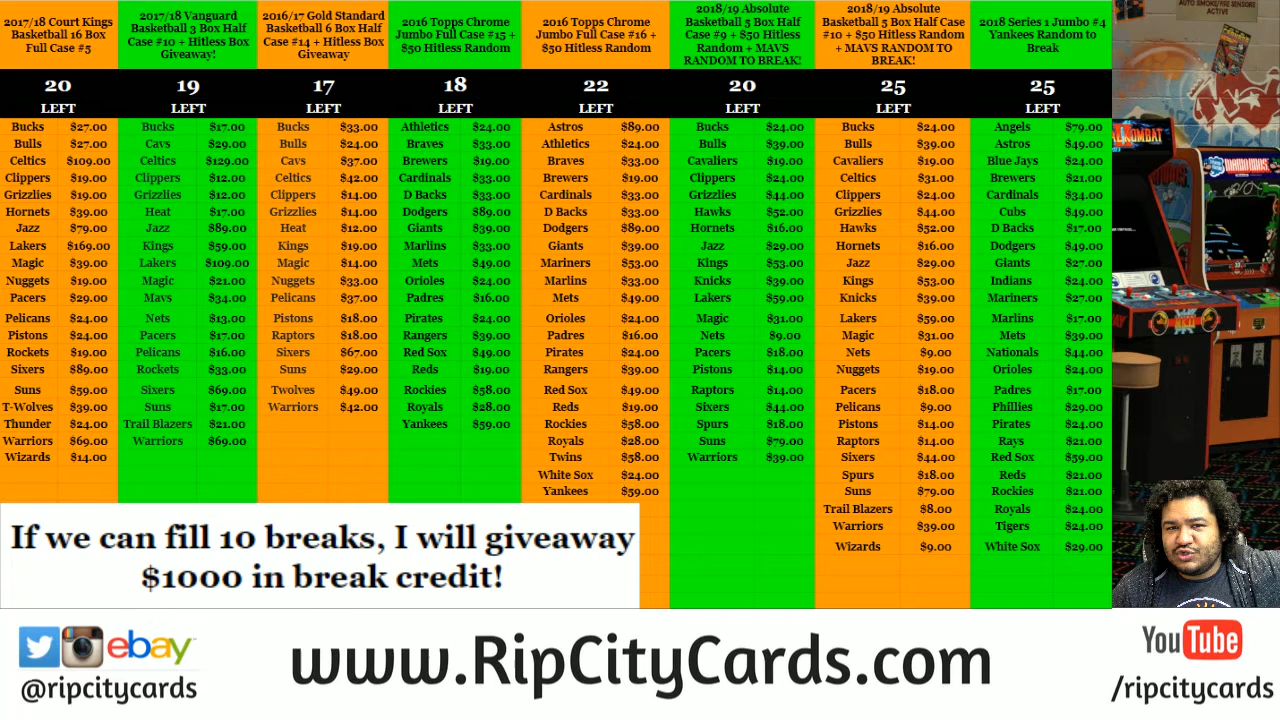 2017/18 Court Kings
Basketball 16 Box
Full Case #5
20
LEFT
Bucks $27.00
Bulls $27.00
Celtics $109.00
Clippers $19.00
Grizzlies $19.00
Hornets $39.00
Jazz $79.00
Lakers $169.00
Magic $39.00
Nuggets $19.00
Pacers $29.00
Pelicans $24.00
Pistons $24.00
Rockets $19.00
Sixers $89.00
Suns $59.00
T-Wolves $39.00
Thunder $24.00
Warriors $69.00
Wizards $14.00
2017/18 Vanguard
Basketball 3 Box Half
Case #10 + Hitless Box
Giveaway!
19
LEFT
Bucks $17.00
Cavs $29.00
Celtics $129.00
Clippers $12.00
Grizzlies $12.00
Heat $17.00
Jazz $89.00
Kings $59.00
Lakers $109.00
Magic $21.00
Mavs $34.00
Nets $13.00
Pacers $17.00
Pelicans $16.00
Rockets $33.00
Sixers $69.00
Suns $17.00
Trail Blazers $21.00
Warriors $69.00
2016/17 Gold Standard
Basketball 6 Box Half
Case #14 + Hitless Box
Giveaway
17
LEFT
Bucks $33.00
Bulls $24.00
Cavs $37.00
Celtics $42.00
Clippers $14.00
Grizzlies $14.00
Heat $12.00
Kings $19.00
Magic $14.00
Nuggets $33.00
Pelicans $37.00
Pistons $18.00
Raptors $18.00
Sixers $67.00
Suns $29.00
Twolves $49.00
Warriors $42.00
2016 Topps Chrome
Jumbo Full Case #15 +
$50 Hitless Random
18
LEFT
Athletics $24.00
Braves $33.00
Brewers $19.00
Cardinals $33.00
D Backs $33.00
Dodgers $89.00
Giants $39.00
Marlins $33.00
Mets $49.00
Orioles $24.00
Padres $16.00
Pirates $24.00
Rangers $39.00
Red Sox $49.00
Reds $19.00
Rockies $58.00
Royals $28.00
Yankees $59.00
2016 Topps Chrome
Jumbo Full Case #16 +
$50 Hitless Random
22
LEFT
Astros $89.00
Athletics $24.00
Braves $33.00
Brewers $19.00
Cardinals $33.00
D Backs $33.00
Dodgers $89.00
Giants $39.00
Mariners $53.00
Marlins $33.00
Mets $49.00
Orioles $24.00
Padres $16.00
Pirates $24.00
Rangers $39.00
Red Sox $49.00
Reds $19.00
Rockies $58.00
Royals $28.00
Twins $58.00
White Sox $24.00
Yankees $59.00
2018/19 Absolute
Basketball 5 Box Half
Case #9 + $50 Hitless
Random + MAVS
RANDOM TO BREAK!
20
LEFT
Bucks $24.00
Bulls $39.00
Cavaliers $19.00
Clippers $24.00
Grizzlies $44.00
Hawks $52.00
Hornets $16.00
Jazz $29.00
Kings $53.00
Knicks $39.00
Lakers $59.00
Magic $31.00
Nets $9.00
Pacers $18.00
Pistons $14.00
Raptors $14.00
Sixers $44.00
Spurs $18.00
Suns $79.00
Warriors $39.00
2018/19 Absolute
Basketball 5 Box Half Case
#10 + $50 Hitless Random
+ MAVS RANDOM TO
BREAK!
25
LEFT
Bucks $24.00
Bulls $39.00
Cavaliers $19.00
Celtics $31.00
Clippers $24.00
Grizzlies $44.00
Hawks $52.00
Hornets $16.00
Jazz $29.00
Kings $53.00
Knicks $39.00
Lakers $59.00
Magic $31.00
Nets $9.00
Nuggets $19.00
Pacers $18.00
Pelicans $9.00
Pistons $14.00
Raptors $14.00
Sixers $44.00
Spurs $18.00
Suns $79.00
Trail Blazers $8.00
Warriors $39.00
Wizards $9.00
2018 Series 1 Jumbo #4
Yankees Random to
Break
25
LEFT
Angels $79.00
Astros $49.00
Blue Jays $24.00
Brewers $21.00
Cardinals $34.00
Cubs $49.00
D Backs $17.00
Dodgers $49.00
Giants $27.00
Indians $24.00
Mariners $27.00
Marlins $17.00
Mets $39.00
Nationals $44.00
Orioles $24.00
Padres $17.00
Phillies $29.00
Pirates $24.00
Rays $21.00
Red Sox $59.00
Reds $21.00
Rockies $21.00
Royals $24.00
Tigers $24.00
White Sox $29.00
AUTO SMOKE/FIRE SENSORS
ACTIVE
KOMBAT
MARIO BROS
If we can fill 10 breaks, I will giveaway
$1000 in break credit!
ebay
@ripcitycards
www.RipCityCards.com
YouTube
/ripcitycards